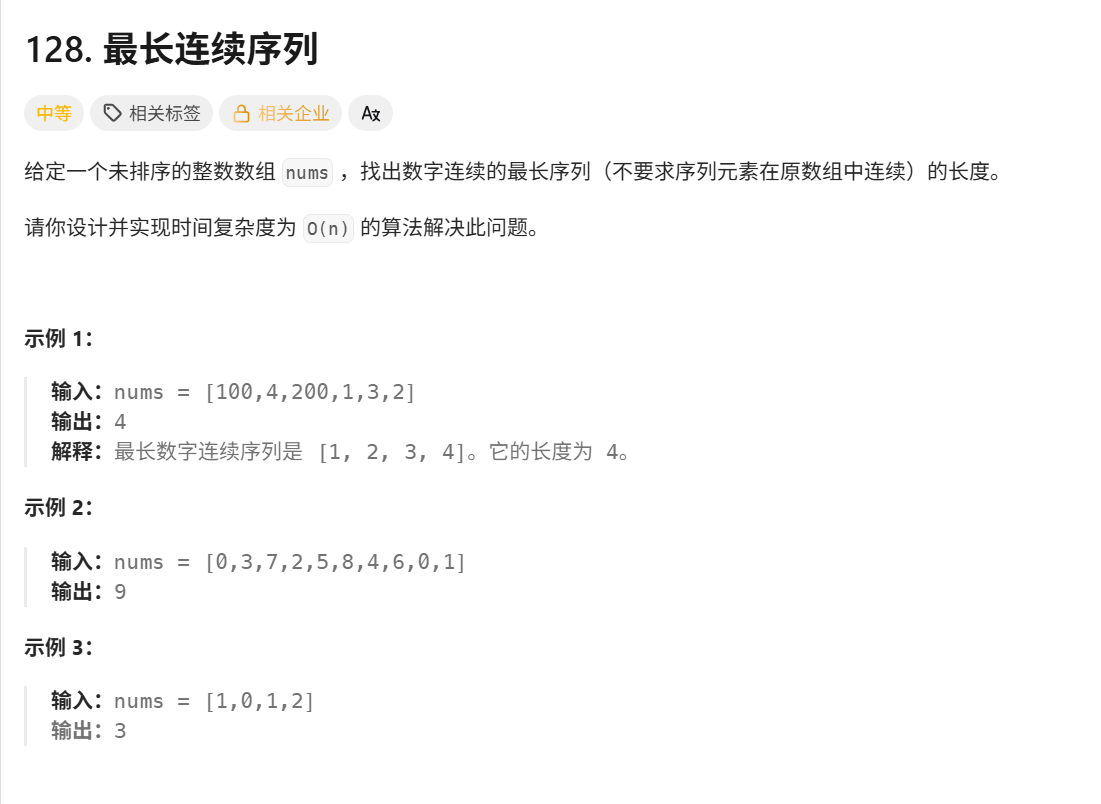 128. 最长连续序列
中等 相关标签 相关企业 Aあ
给定一个未排序的整数数组 nums ，找出数字连续的最长序列（不要求序列元素在原数组中连续）的长度。
请你设计并实现时间复杂度为 O(n) 的算法解决此问题。
示例 1：
输入：nums = [100,4,200,1,3,2]
输出：4
解释：最长数字连续序列是 [1, 2, 3, 4]。它的长度为 4。
示例 2：
输入：nums = [0,3,7,2,5,8,4,6,0,1]
输出：9
示例 3：
输入：nums = [1,0,1,2]
输出：3